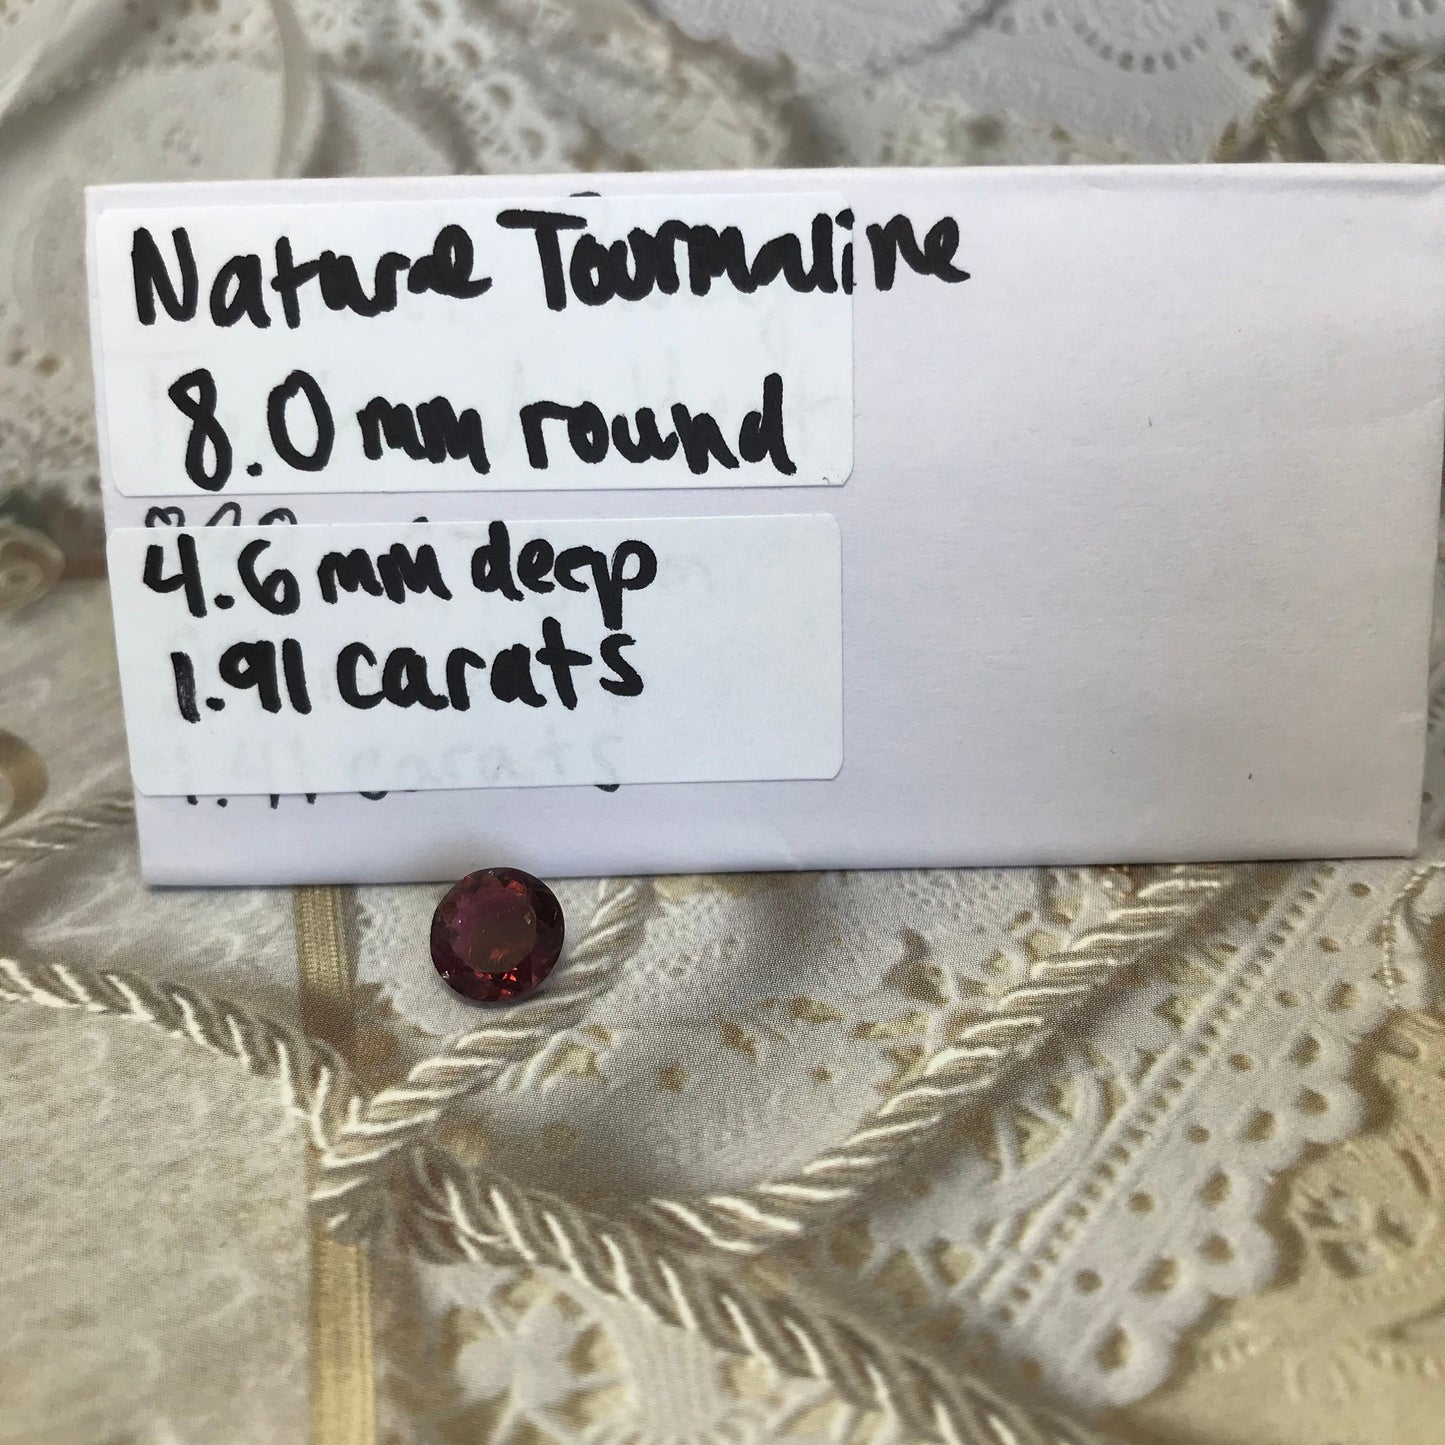 Natural Tourmaline
8.0 mm round
4.6 mm deep
1.91 carats